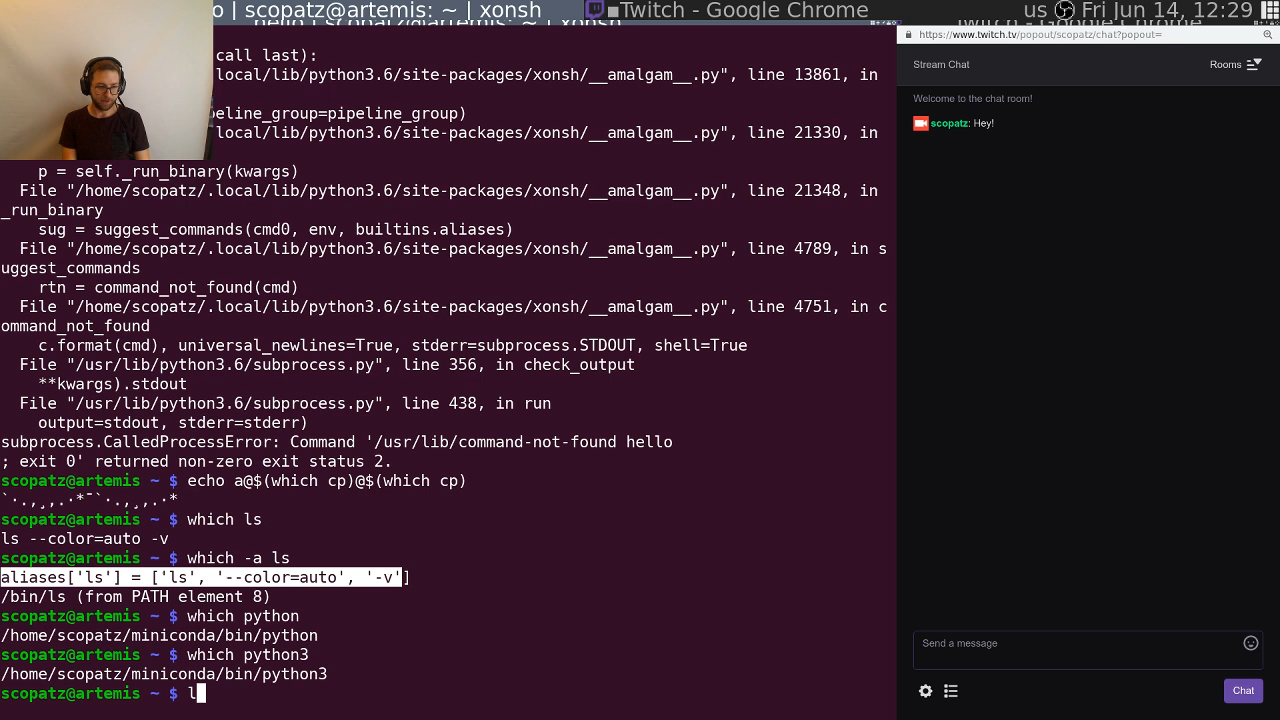 o | scopatz@artemis: ~ | xonsh
Twitch - Google Chrome
us
Fri Jun 14, 12:29
call last):
local/lib/python3.6/site-packages/xonsh/__amalgam__.py", line 13861, in
peline_group=pipeline_group)
local/lib/python3.6/site-packages/xonsh/__amalgam__.py", line 21330, in
p = self._run_binary(kwargs)
File "/home/scopatz/.local/lib/python3.6/site-packages/xonsh/__amalgam__.py", line 21348, in
_run_binary
sug = suggest_commands(cmd0, env, builtins.aliases)
File "/home/scopatz/.local/lib/python3.6/site-packages/xonsh/__amalgam__.py", line 4789, in s
uggest_commands
rtn = command_not_found(cmd)
File "/home/scopatz/.local/lib/python3.6/site-packages/xonsh/__amalgam__.py", line 4751, in c
ommand_not_found
c.format(cmd), universal_newlines=True, stderr=subprocess.STDOUT, shell=True
File "/usr/lib/python3.6/subprocess.py", line 356, in check_output
**kwargs).stdout
File "/usr/lib/python3.6/subprocess.py", line 438, in run
output=stdout, stderr=stderr)
subprocess.CalledProcessError: Command '/usr/lib/command-not-found hello
; exit 0' returned non-zero exit status 2.
scopatz@artemis ~ $ echo a@$(which cp)@$(which cp)
`·.,¸,.·*¯`·.,¸,.·*
scopatz@artemis ~ $ which ls
ls --color=auto -v
scopatz@artemis ~ $ which -a ls
aliases['ls'] = ['ls', '--color=auto', '-v']
/bin/ls (from PATH element 8)
scopatz@artemis ~ $ which python
/home/scopatz/miniconda/bin/python
scopatz@artemis ~ $ which python3
/home/scopatz/miniconda/bin/python3
scopatz@artemis ~ $ l
https://www.twitch.tv/popout/scopatz/chat?popout=
Stream Chat
Rooms
Welcome to the chat room!
scopatz: Hey!
Send a message
Chat